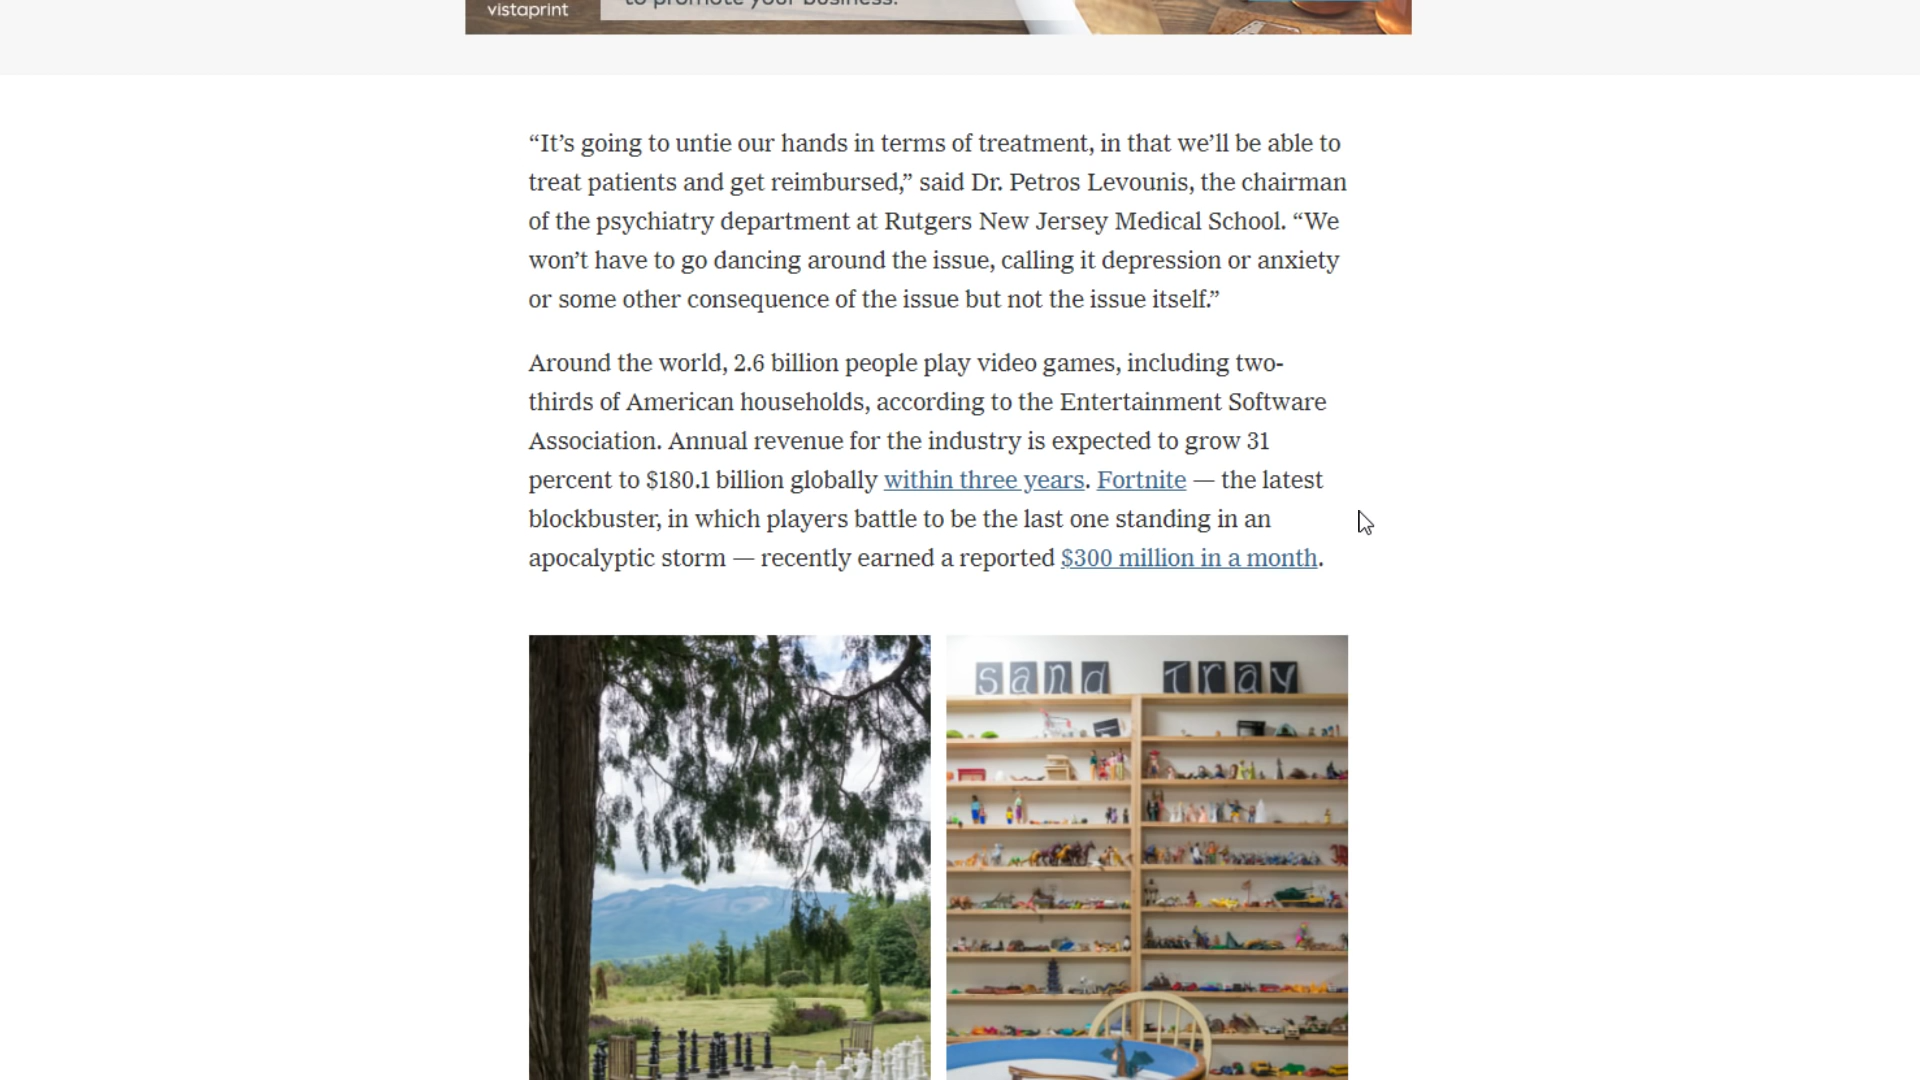 to promote your business.
vistaprint
“It’s going to untie our hands in terms of treatment, in that we’ll be able to
treat patients and get reimbursed,” said Dr. Petros Levounis, the chairman
of the psychiatry department at Rutgers New Jersey Medical School. “We
won’t have to go dancing around the issue, calling it depression or anxiety
or some other consequence of the issue but not the issue itself.”
Around the world, 2.6 billion people play video games, including two-
thirds of American households, according to the Entertainment Software
Association. Annual revenue for the industry is expected to grow 31
percent to $180.1 billion globally within three years. Fortnite — the latest
blockbuster, in which players battle to be the last one standing in an
apocalyptic storm — recently earned a reported $300 million in a month.
sand Tray